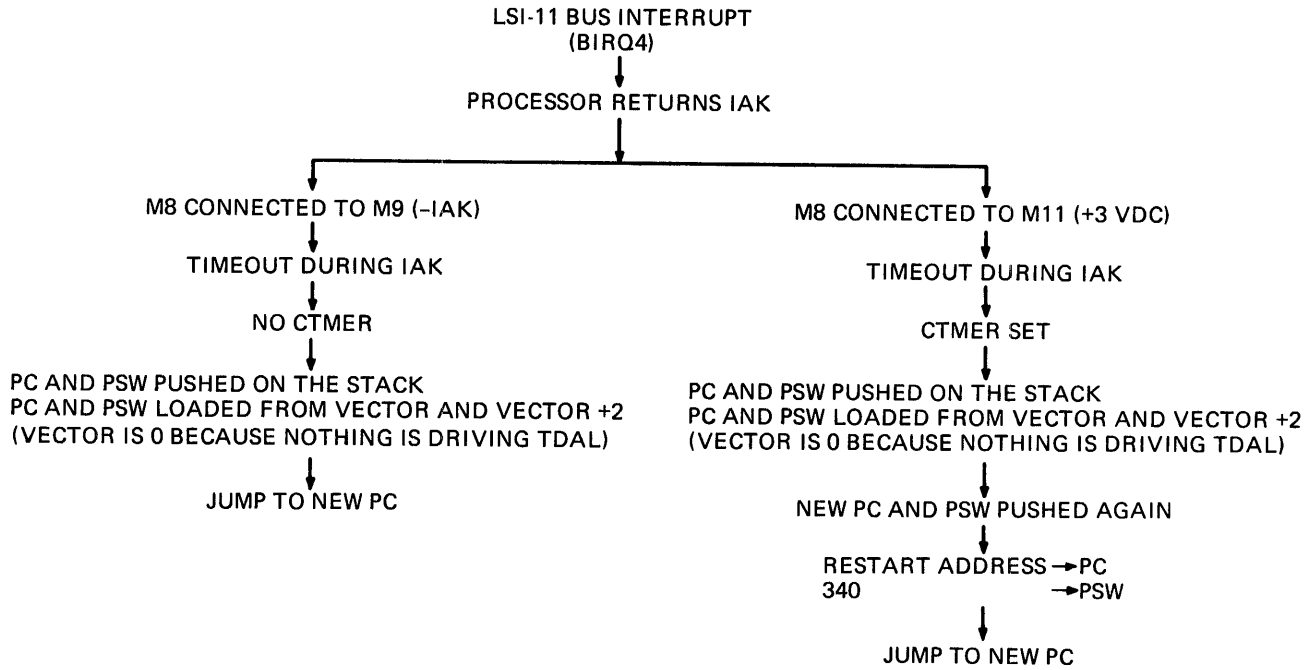 LSI-11 BUS INTERRUPT
(BIRQ4)
PROCESSOR RETURNS IAK
M8 CONNECTED TO M9 (–IAK)
TIMEOUT DURING IAK
NO CTMER
PC AND PSW PUSHED ON THE STACK
PC AND PSW LOADED FROM VECTOR AND VECTOR +2
(VECTOR IS 0 BECAUSE NOTHING IS DRIVING TDAL)
JUMP TO NEW PC
M8 CONNECTED TO M11 (+3 VDC)
TIMEOUT DURING IAK
CTMER SET
PC AND PSW PUSHED ON THE STACK
PC AND PSW LOADED FROM VECTOR AND VECTOR +2
(VECTOR IS 0 BECAUSE NOTHING IS DRIVING TDAL)
NEW PC AND PSW PUSHED AGAIN
RESTART ADDRESS → PC
340 → PSW
JUMP TO NEW PC